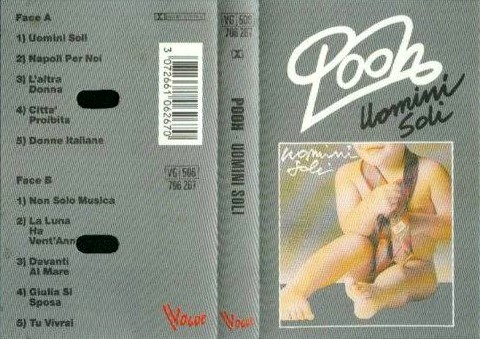 Face A
1) Uomini Soli
2) Napoli Per Noi
3) L'altra
Donna
4) Citta'
Proibita
5) Donne Italiane
3 072661 062670
VG 506
706 267
Face B
1) Non Solo Musica
2) La Luna
Ha
Vent'Ann
3) Davanti
Al Mare
4) Giulia Si
Sposa
5) Tu Vivrai
Vogue
VG 506
706 267
POOH UOMINI SOLI
Vogue
Pooh
Uomini
Soli
uomini
soli